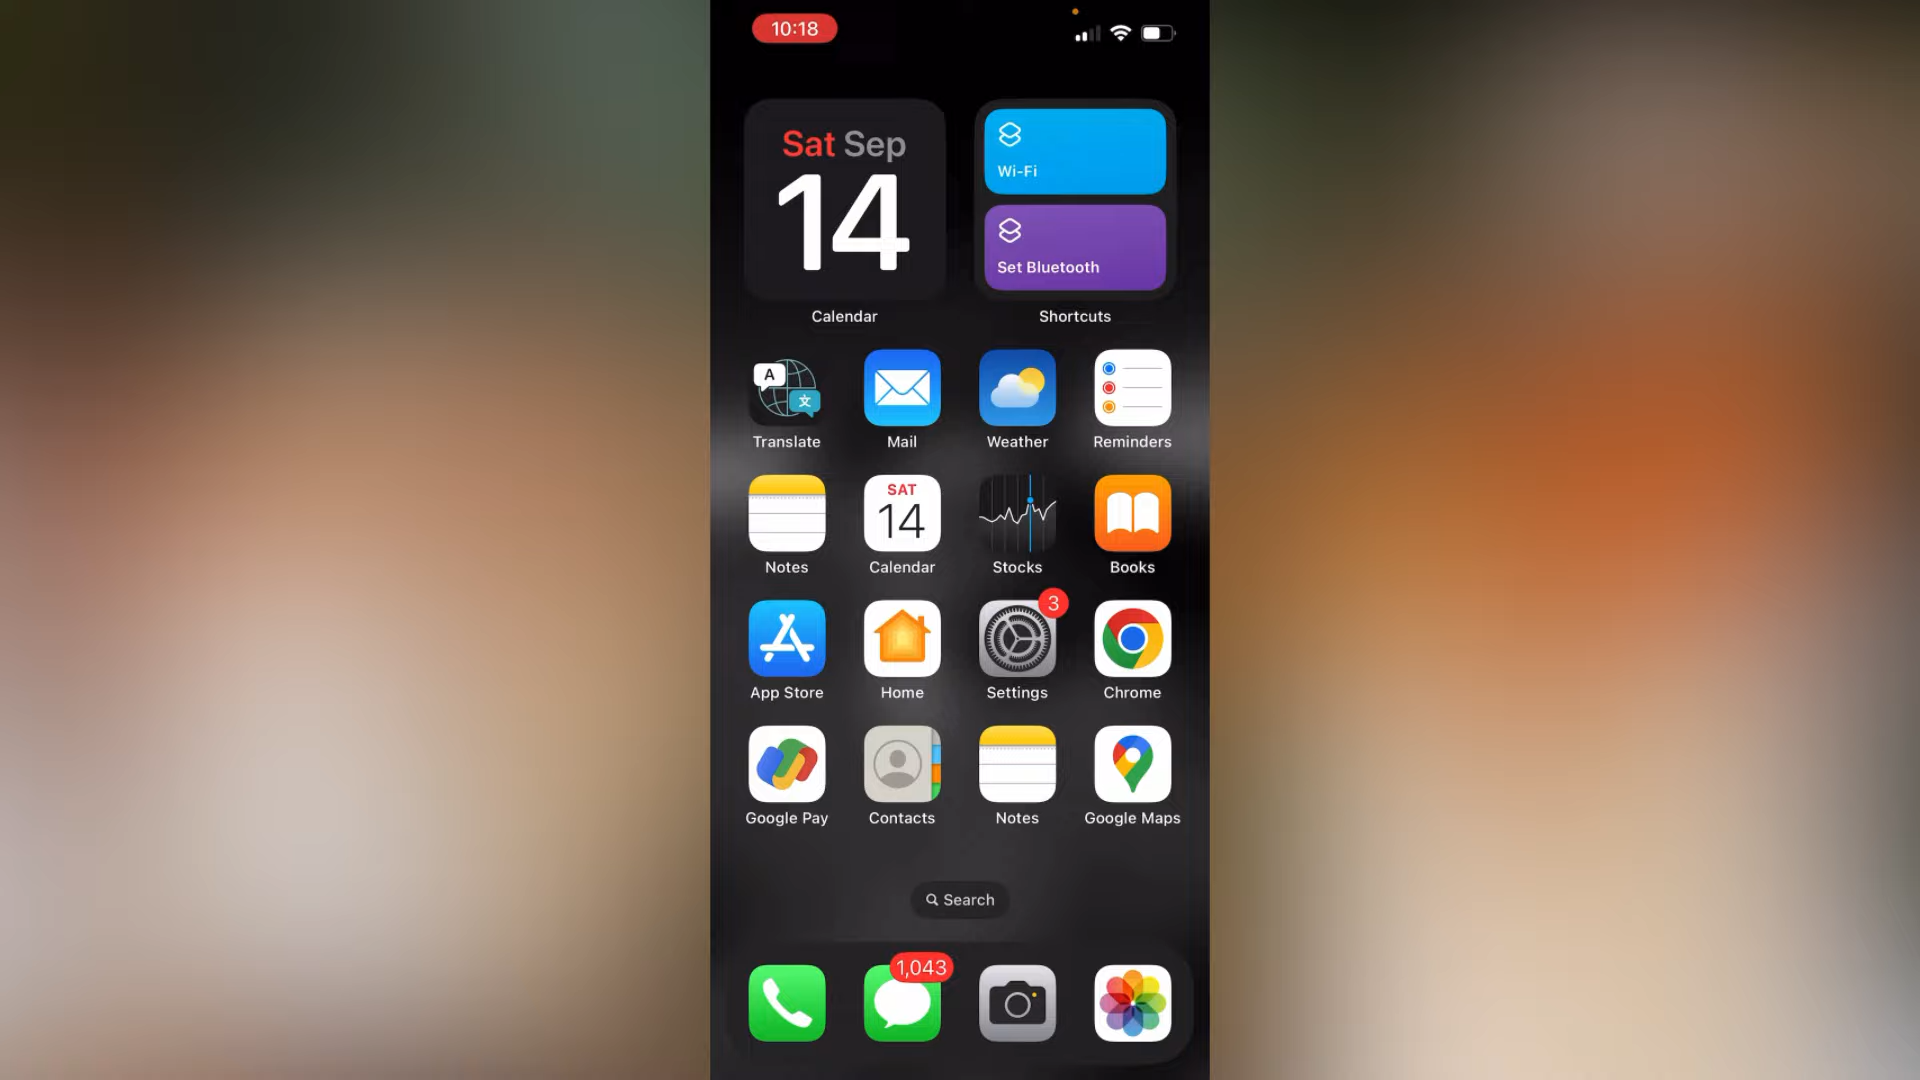 10:18
Sat Sep
14
Calendar
Wi-Fi
Set Bluetooth
Shortcuts
A
文
Translate
Mail
Weather
Reminders
Notes
SAT
14
Calendar
Stocks
Books
App Store
Home
3
Settings
Chrome
Google Pay
Contacts
Notes
Google Maps
Search
1,043